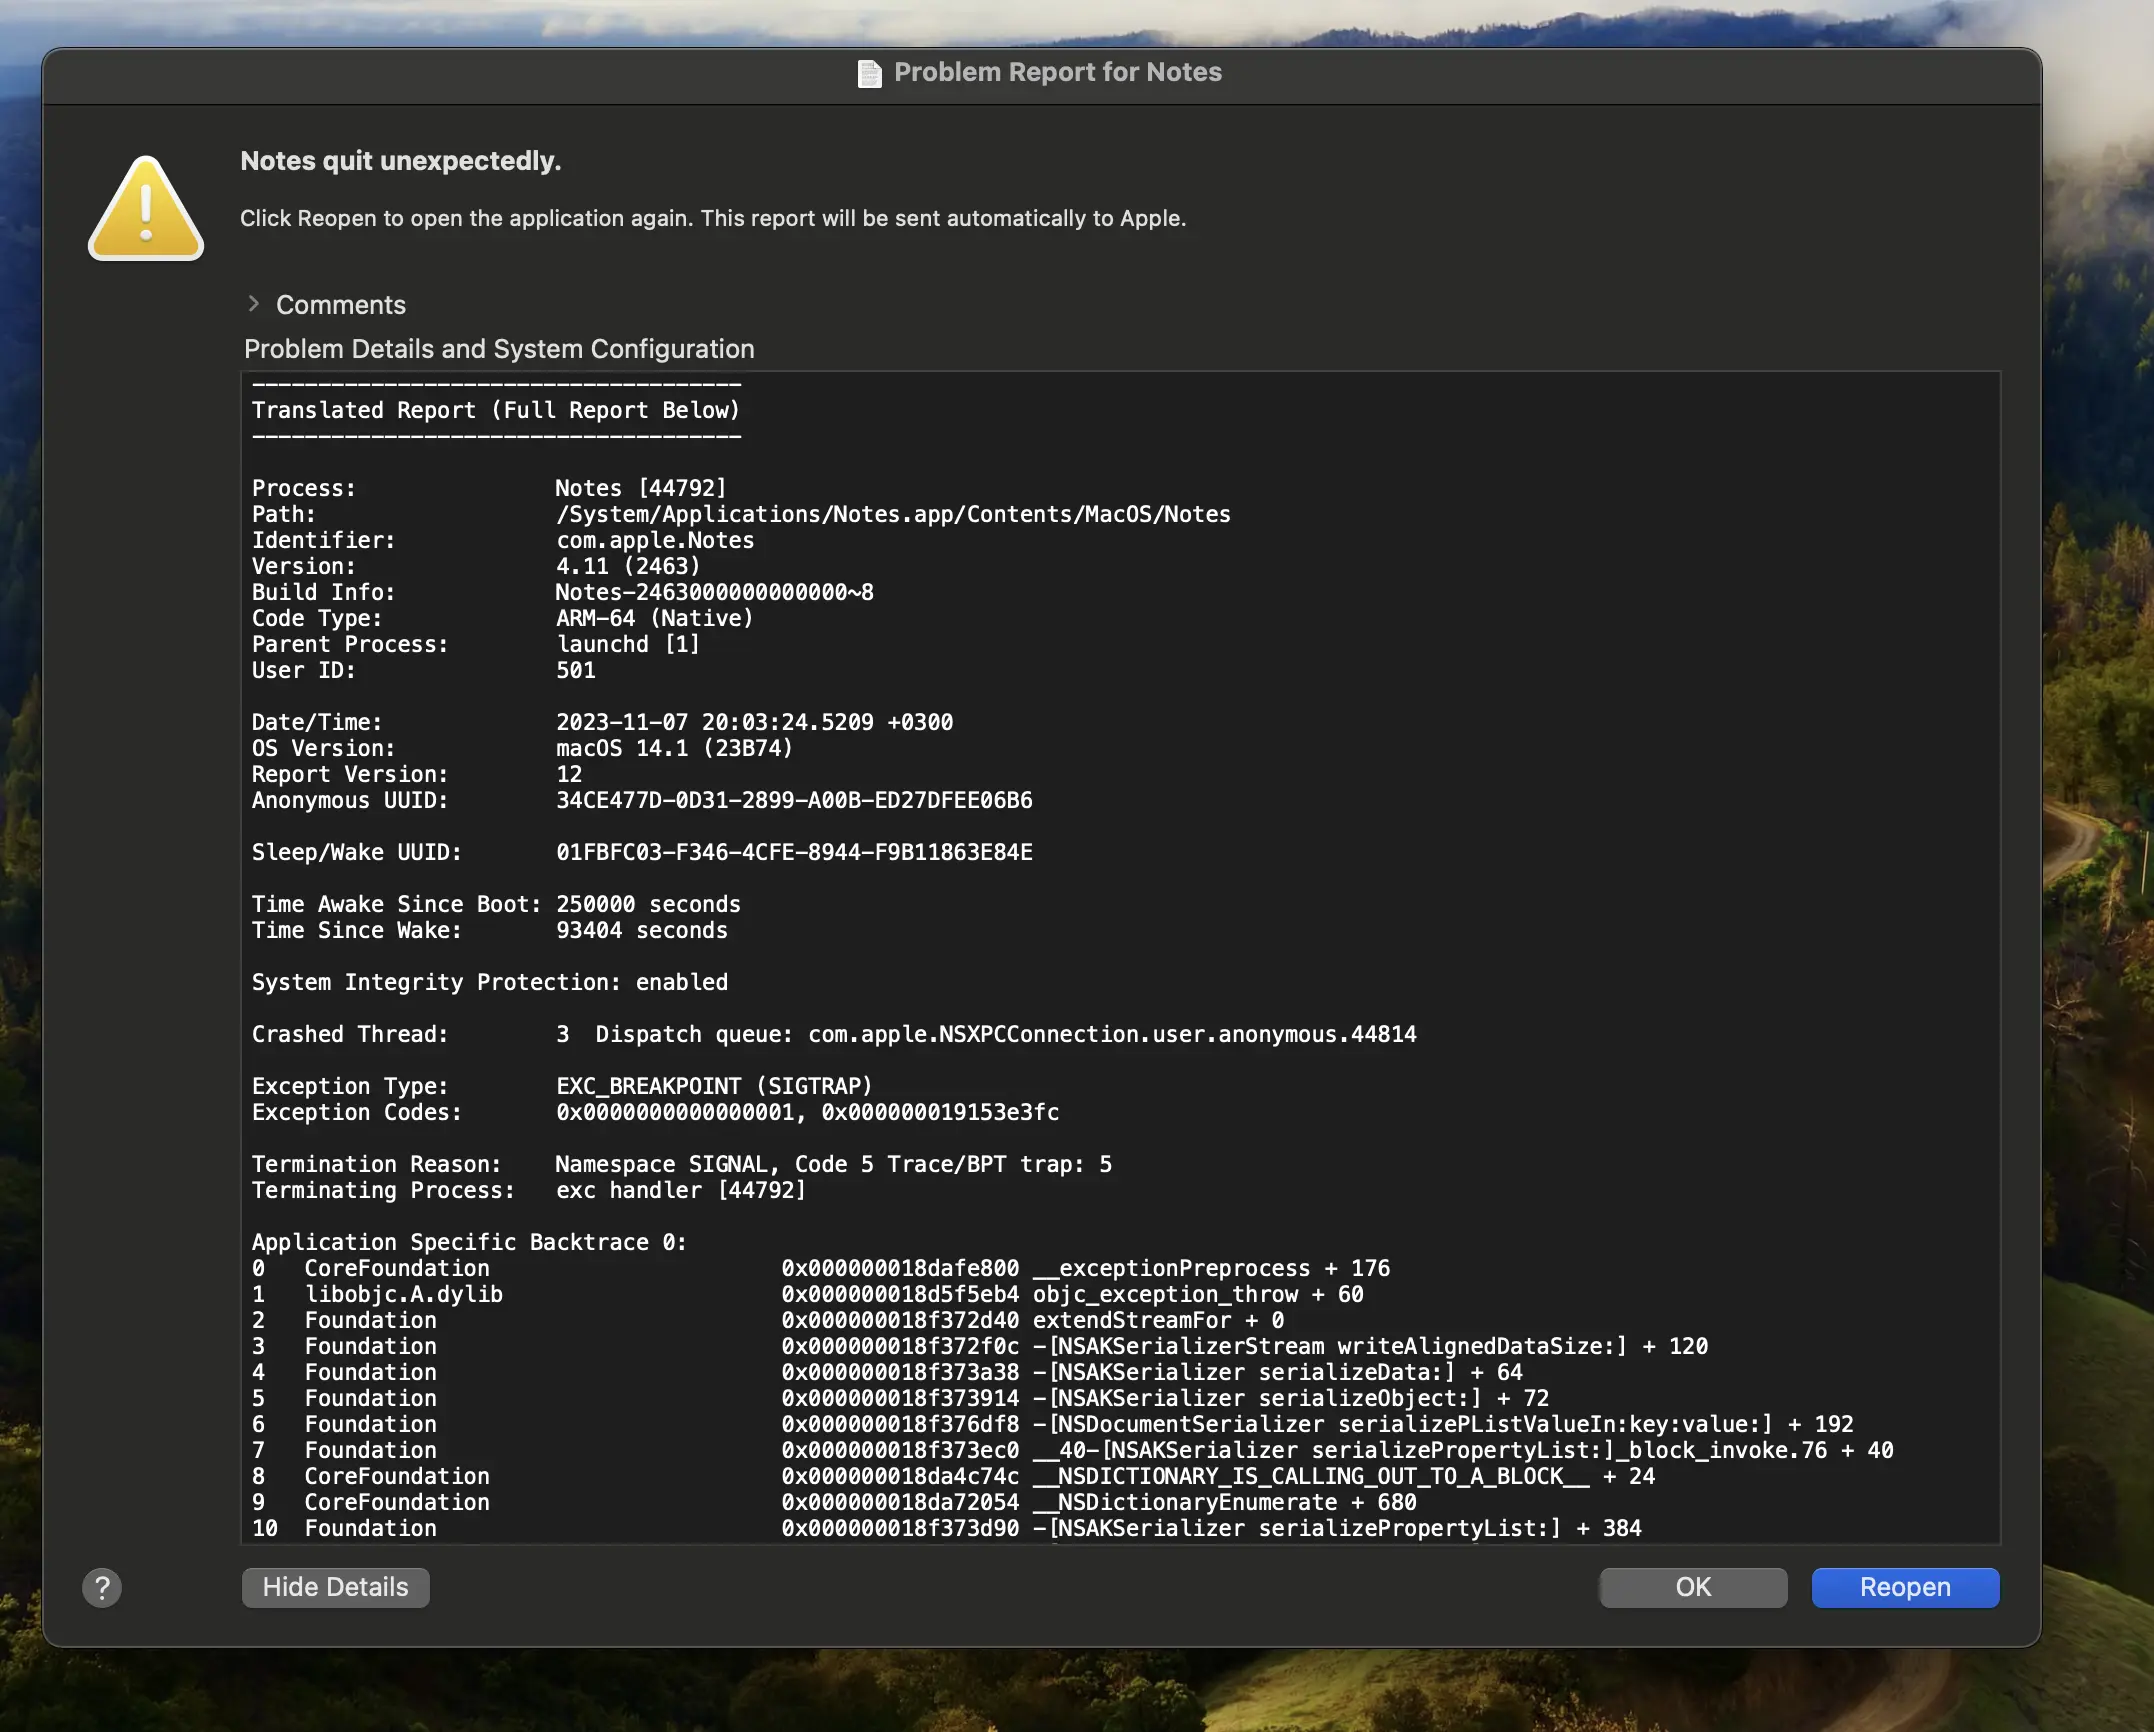 Problem Report for Notes
Notes quit unexpectedly.
Click Reopen to open the application again. This report will be sent automatically to Apple.
Comments
Problem Details and System Configuration
-------------------------------------
Translated Report (Full Report Below)
-------------------------------------
Process: Notes [44792]
Path: /System/Applications/Notes.app/Contents/MacOS/Notes
Identifier: com.apple.Notes
Version: 4.11 (2463)
Build Info: Notes-2463000000000000~8
Code Type: ARM-64 (Native)
Parent Process: launchd [1]
User ID: 501
Date/Time: 2023-11-07 20:03:24.5209 +0300
OS Version: macOS 14.1 (23B74)
Report Version: 12
Anonymous UUID: 34CE477D-0D31-2899-A00B-ED27DFEE06B6
Sleep/Wake UUID: 01FBFC03-F346-4CFE-8944-F9B11863E84E
Time Awake Since Boot: 250000 seconds
Time Since Wake: 93404 seconds
System Integrity Protection: enabled
Crashed Thread: 3 Dispatch queue: com.apple.NSXPCConnection.user.anonymous.44814
Exception Type: EXC_BREAKPOINT (SIGTRAP)
Exception Codes: 0x0000000000000001, 0x000000019153e3fc
Termination Reason: Namespace SIGNAL, Code 5 Trace/BPT trap: 5
Terminating Process: exc handler [44792]
Application Specific Backtrace 0:
0 CoreFoundation 0x000000018dafe800 __exceptionPreprocess + 176
1 libobjc.A.dylib 0x000000018d5f5eb4 objc_exception_throw + 60
2 Foundation 0x000000018f372d40 extendStreamFor + 0
3 Foundation 0x000000018f372f0c -[NSAKSerializerStream writeAlignedDataSize:] + 120
4 Foundation 0x000000018f373a38 -[NSAKSerializer serializeData:] + 64
5 Foundation 0x000000018f373914 -[NSAKSerializer serializeObject:] + 72
6 Foundation 0x000000018f376df8 -[NSDocumentSerializer serializePListValueIn:key:value:] + 192
7 Foundation 0x000000018f373ec0 __40-[NSAKSerializer serializePropertyList:]_block_invoke.76 + 40
8 CoreFoundation 0x000000018da4c74c __NSDICTIONARY_IS_CALLING_OUT_TO_A_BLOCK__ + 24
9 CoreFoundation 0x000000018da72054 __NSDictionaryEnumerate + 680
10 Foundation 0x000000018f373d90 -[NSAKSerializer serializePropertyList:] + 384
?
Hide Details
OK
Reopen